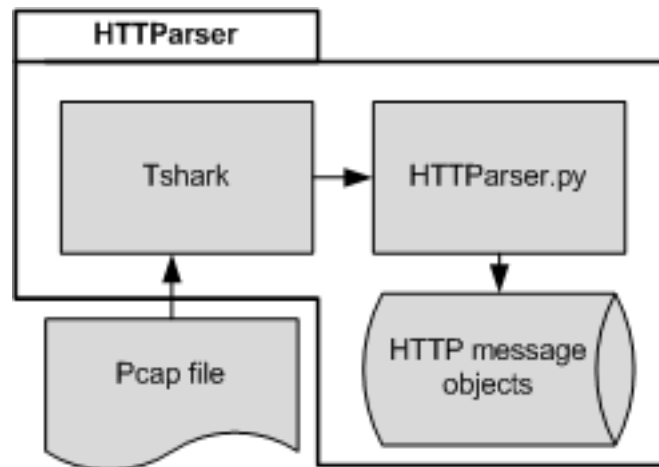 HTTParser
Tshark
HTTParser.py
Pcap file
HTTP message
objects